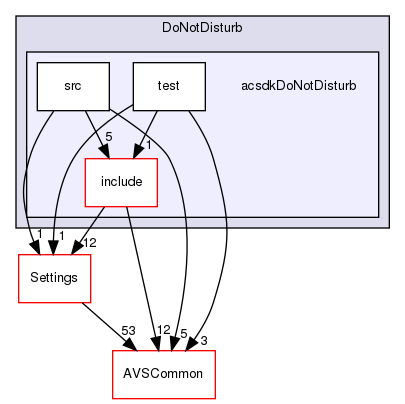 DoNotDisturb
src
test
acsdkDoNotDisturb
5
1
include
1
1
12
Settings
53
12
5
3
AVSCommon